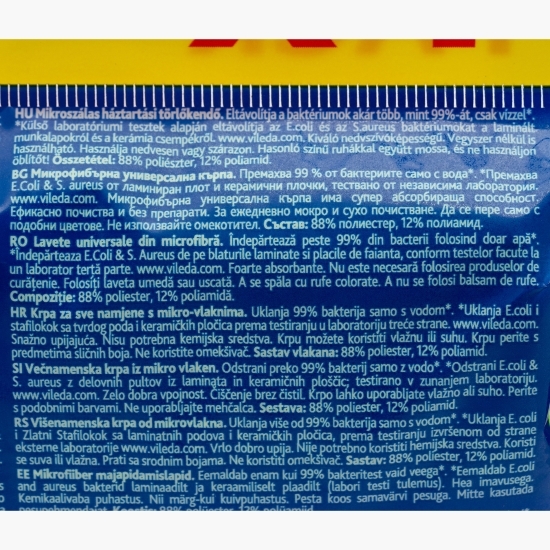 HU Mikroszálas háztartási törlőkendő. Eltávolítja a baktériumok akár több, mint 99%-át, csak vízzel*.
*Külső laboratóriumi tesztek alapján eltávolítja az E.coli és az S.aureus baktériumokat a laminált
munkalapokról és a kerámia csempékről. www.vileda.com. Kiváló nedvszívóképességű. Vegyszer nélkül is
használható. Használja nedvesen vagy szárazon. Hasonló színű ruhákkal együtt mossa, és ne használjon
öblítőt! Összetétel: 88% poliészter, 12% poliamid.
BG Микрофибърна универсална кърпа. Премахва 99 % от бактериите само с вода*. *Премахва
E.Coli & S. aureus от ламиниран плот и керамични плочки, тествано от независима лаборатория.
www.vileda.com. Микрофибърна универсална кърпа има супер абсорбираща способност.
Ефикасно почиства и без препарати. За ежедневно мокро и сухо почистване. Да се пере само с
подобни цветове. Не използвайте омекотител. Състав: 88% полиестер, 12% полиамид.
RO Lavete universale din microfibră. Îndepărtează peste 99% din bacterii folosind doar apă*.
*Îndepărteaza E.Coli & S. Aureus de pe blaturile laminate si placile de faianta, conform testelor facute la
un laborator terță parte. www.vileda.com. Foarte absorbante. Nu este necesară folosirea produselor de
curățenie. Folosiți laveta umedă sau uscată. A se spăla cu rufe colorate. A nu se folosi balsam de rufe.
Compoziție: 88% poliester, 12% poliamidă.
HR Krpa za sve namjene s mikro-vlaknima. Uklanja 99% bakterija samo s vodom*. *Uklanja E.coli i
stafilokok sa tvrdog poda i keramičkih pločica prema testiranju u laboratoriju treće strane. www.vileda.com.
Snažno upijajuća. Nisu potrebna kemijska sredstva. Krpu možete koristiti vlažnu ili suhu. Krpu perite s
predmetima sličnih boja. Ne koristite omekšivač. Sastav vlakana: 88% poliester, 12% poliamid.
SI Večnamenska krpa iz mikro vlaken. Odstrani preko 99% bakterij samo z vodo*. *Odstrani E.coli &
S. aureus z delovnih pultov iz laminata in keramičnih ploščic; testirano v zunanjem laboratoriju.
www.vileda.com. Zelo dobra vpojnost. Čiščenje brez čistil. Krpo lahko uporabljate vlažno ali suho. Perite
s podobnimi barvami. Ne uporabljajte mehčalca. Sestava: 88% poliester, 12% poliamid.
RS Višenamenska krpa od mikrovlakna. Uklanja više od 99% bakterija samo s vodom*. *Uklanja E. coli
i Zlatni Stafilokok sa laminatnih podova i keramičkih pločica, prema testiranju izvršenom od strane
eksterne laboratorije www.vileda.com. Vrlo dobro upija. Nije potrebno koristiti hemijska sredstva. Koristi
se suva ili vlažna. Prati sa srodnim bojama. Ne koristiti omekšivač. Sastav: 88% poliester, 12% poliamid.
EE Mikrofiiber majapidamislapid. Eemaldab enam kui 99% bakteritest vaid veega*. *Eemaldab E.coli
and aureus bakterid laminaadilt ja keraamiliselt plaadilt (labori testi tulemus). Hea imavusega.
Kemikaalivaba puhastus. Nii märg-kui kuivpuhastus. Pesta koos samavärvi pesuga. Mitte kasutada
pesupehmendajat. Koostis: 88% polüester, 12% polüamiid.